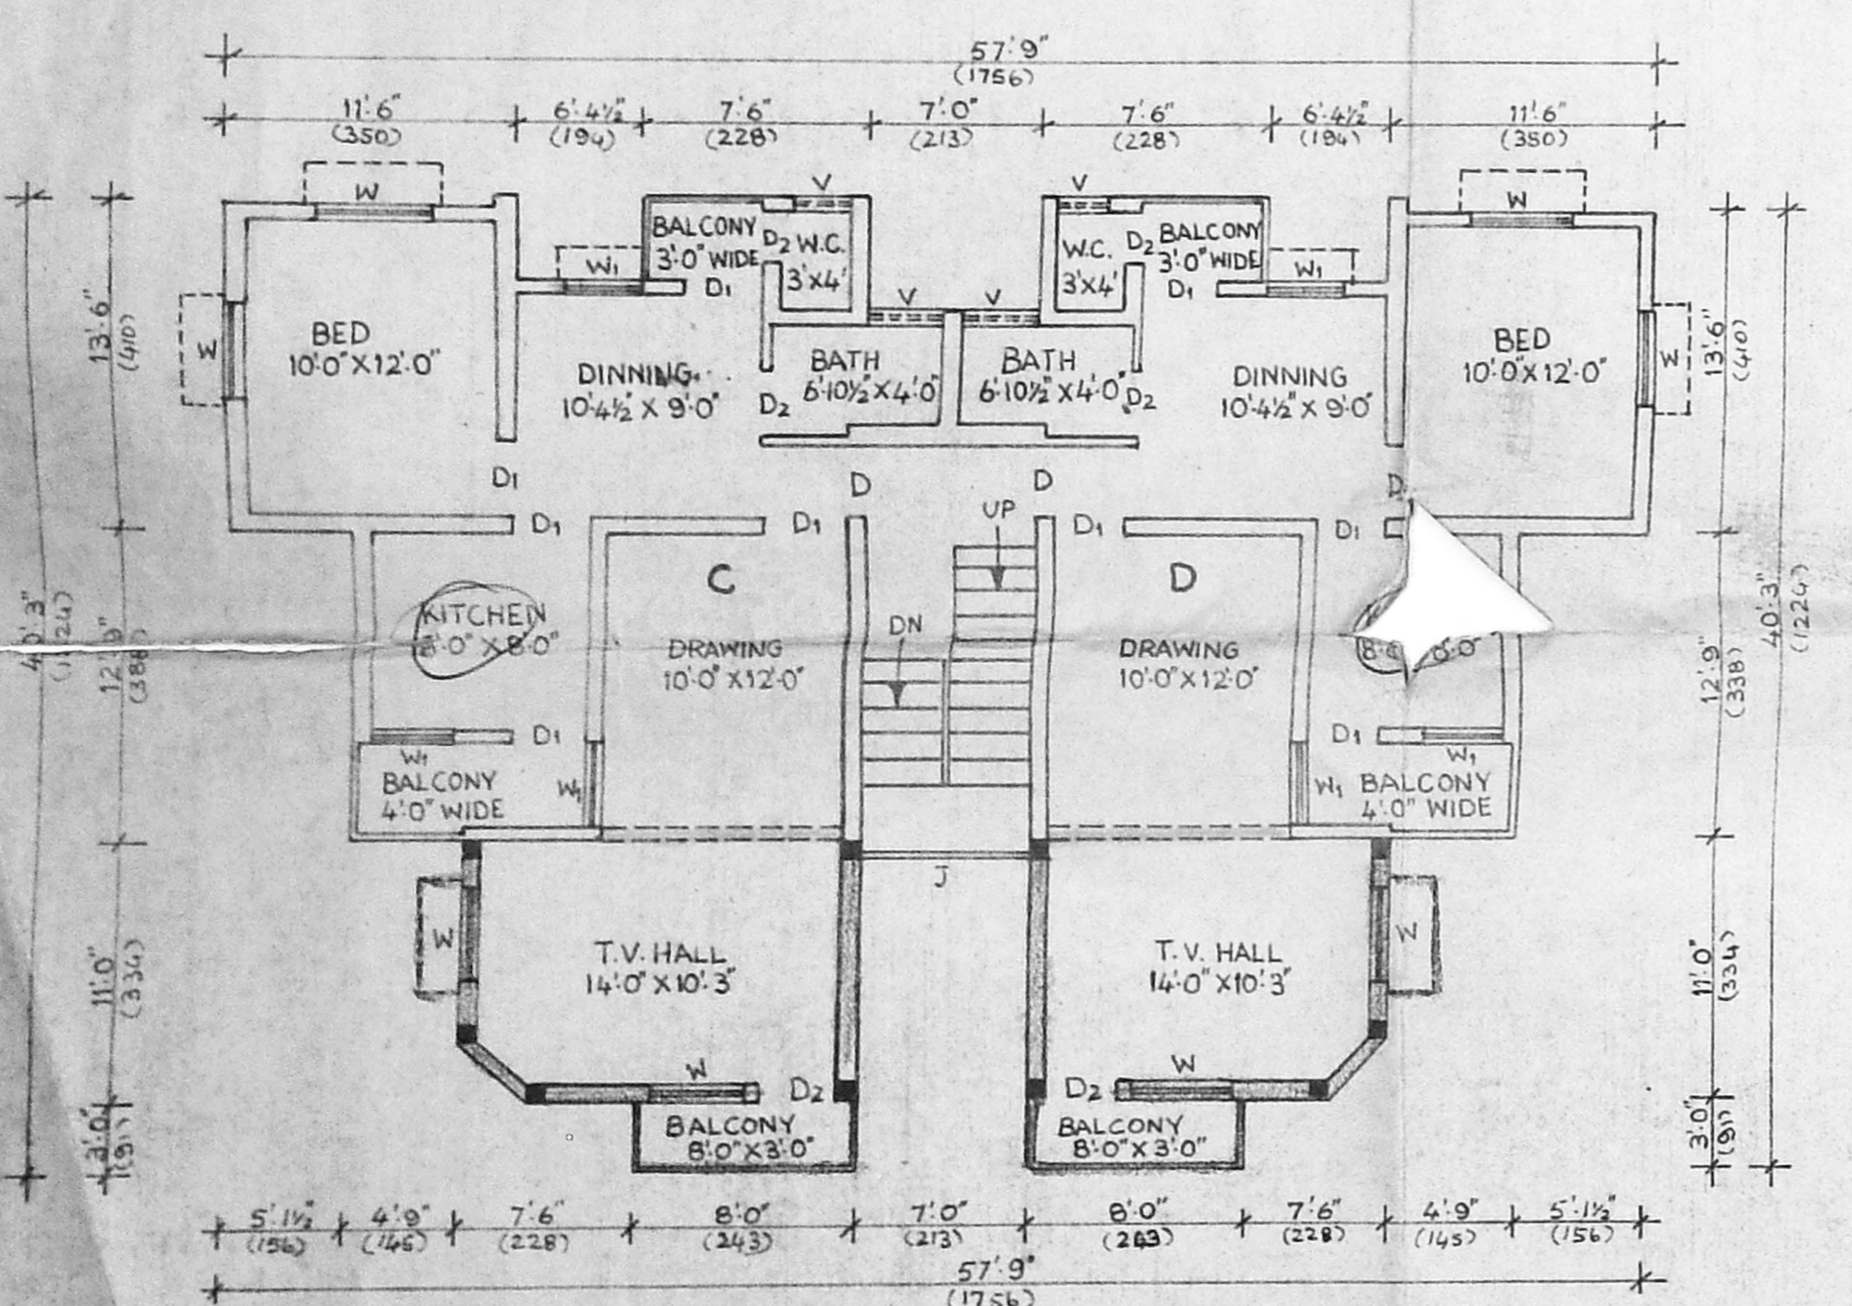 57'.9"
(1756)
11'.6" 6'.4½" 7'.6" 7'.0" 7'.6" 6'.4½" 11'.6"
(350) (194) (228) (213) (228) (194) (350)
W V V W
BALCONY D2 W.C. W.C. D2 BALCONY
3'.0" WIDE 3'X4' 3'X4' 3'.0" WIDE
W1 D1 D1 W1
V V
13'.6"
(410)
W
BED
10'.0"X12'.0"
DINNING
10'.4½" X 9'.0"
D2
BATH
6'.10½"X4'.0"
BATH
6'.10½"X4'.0"
D2
DINNING
10'.4½" X 9'.0"
BED
10'.0"X12'.0"
W
13'.6"
(410)
D1 D D D
D1 D1 UP D1 D1
C D
40'.3"
12'.9"
KITCHEN
8'.0" X 8'.0"
DRAWING
10'.0"X12'.0"
DN
DRAWING
10'.0"X12'.0"
12'.9"
(338)
40'.3"
(1224)
D1 D1
W1 W1
BALCONY
4'.0" WIDE
W1 W1
BALCONY
4'.0" WIDE
J
11'.0"
(334)
W
T.V. HALL
14'.0"X10'.3"
T.V. HALL
14'.0"X10'.3"
W
11'.0"
(334)
W D2 D2 W
3'.0"
(91)
BALCONY
8'.0"X3'.0"
BALCONY
8'.0"X3'.0"
3'.0"
(91)
5'.1½" 4'.9" 7'.6" 8'.0" 7'.0" 8'.0" 7'.6" 4'.9" 5'.1½"
(156) (145) (228) (243) (213) (243) (228) (145) (156)
57'.9"
(1756)